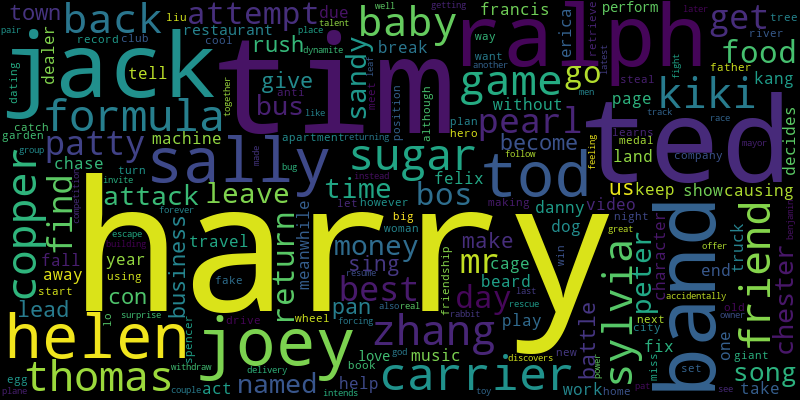 town
back
attempt
liu
restaurant
due
talent
baby
francis
perform
get
tree
river
later
pair
well
getting
place
jack
tim
ralph
ted
harry
record
club
cool
rush
dynamite
sandy
break
way
want
another
erica
retrieve
latest
men
food
father
dealer
tell
dating
give
game
go
steal
kang
formula
bus
anti
leaf
meet
position
although
without
plan
hero
page
kiki
fight
decides
catch
garden
group
patty
machine
apartment
returning
like
together
pearl
become
learns
track
race
medal
company
land
mayor
chase
sally
made
sugar
tod
feeling
copper
find
turn
invite
bug
instead
follow
us
keep
show
causing
attack
leave
time
felix
bos
danny
video
dog
making
night
character
truck
forever
competition
escape
building
let
however
big
woman
business
travel
return
meanwhile
money
mr
make
win
great
sylvia
peter
band
friend
offer
end
accidentally
benjamin
fall
year
away
using
start
con
fake
sing
also
real
best
resume
day
cage
beard
last
rescue
rabbit
friendship
lead
lo
surprise
spencer
drive
wheel
forcing
pan
zhang
play
battle
new
next
old
owner
city
one
chester
helen
joey
love
god
music
discovers
fix
miss
giant
set
egg
thomas
withdraw
delivery
named
help
book
carrier
power
song
plane
couple
act
intends
toy
work
home
pat
see
take